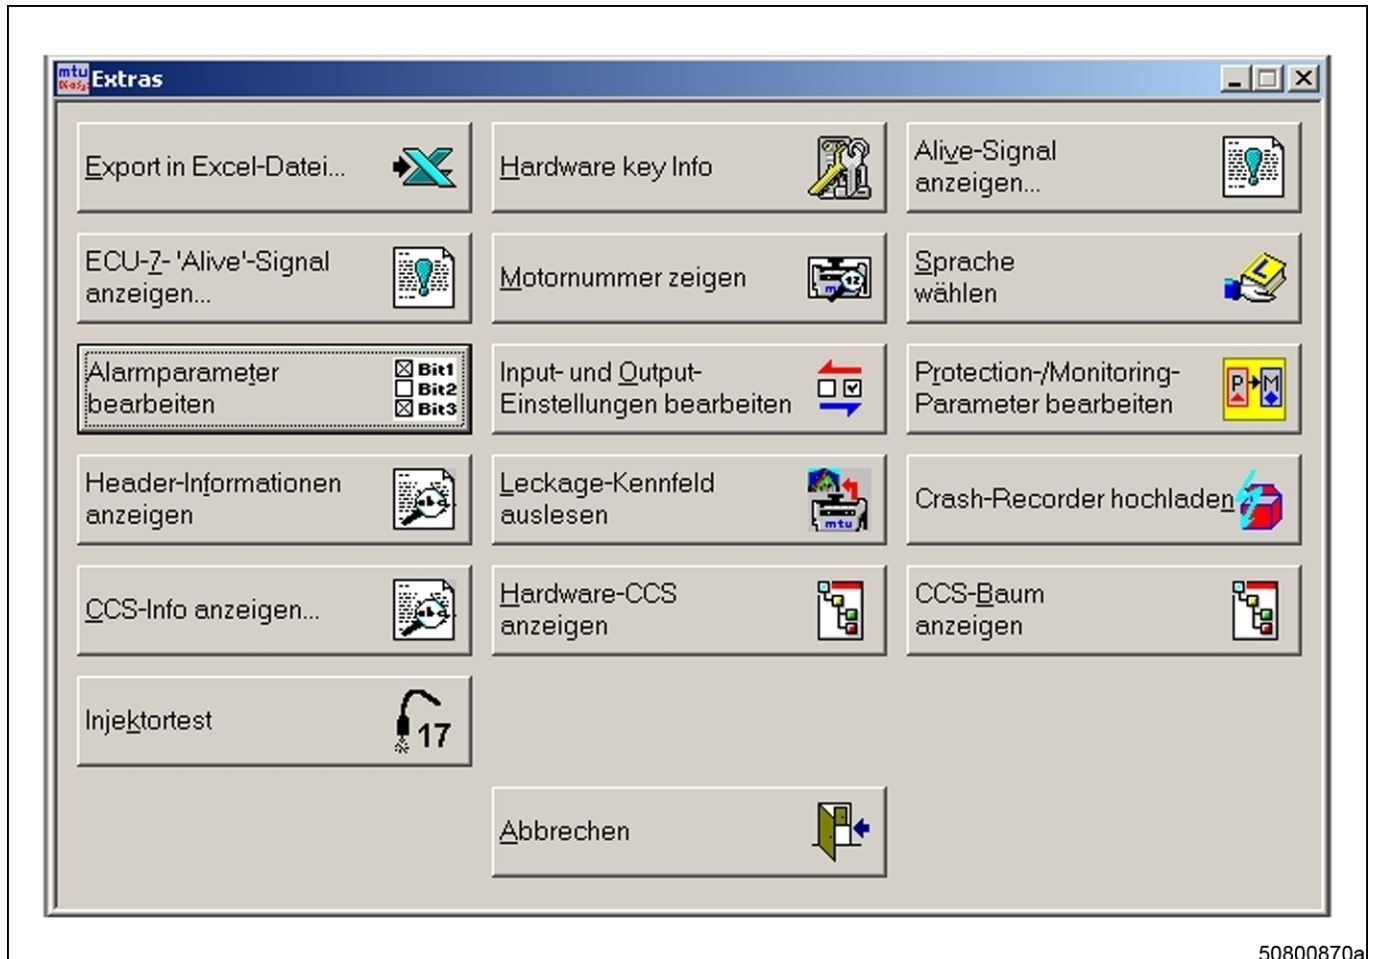 mtu
Extras
Export in Excel-Datei...
Hardware key Info
Alive-Signal
anzeigen...
ECU-7- 'Alive'-Signal
anzeigen...
Motornummer zeigen
Sprache
wählen
Alarmparameter
bearbeiten
Bit1
Bit2
Bit3
Input- und Output-
Einstellungen bearbeiten
Protection-/Monitoring-
Parameter bearbeiten
P M
Header-Informationen
anzeigen
Leckage-Kennfeld
auslesen
mtu
Crash-Recorder hochladen
CCS-Info anzeigen...
Hardware-CCS
anzeigen
CCS-Baum
anzeigen
Injektortest
17
Abbrechen
50800870a